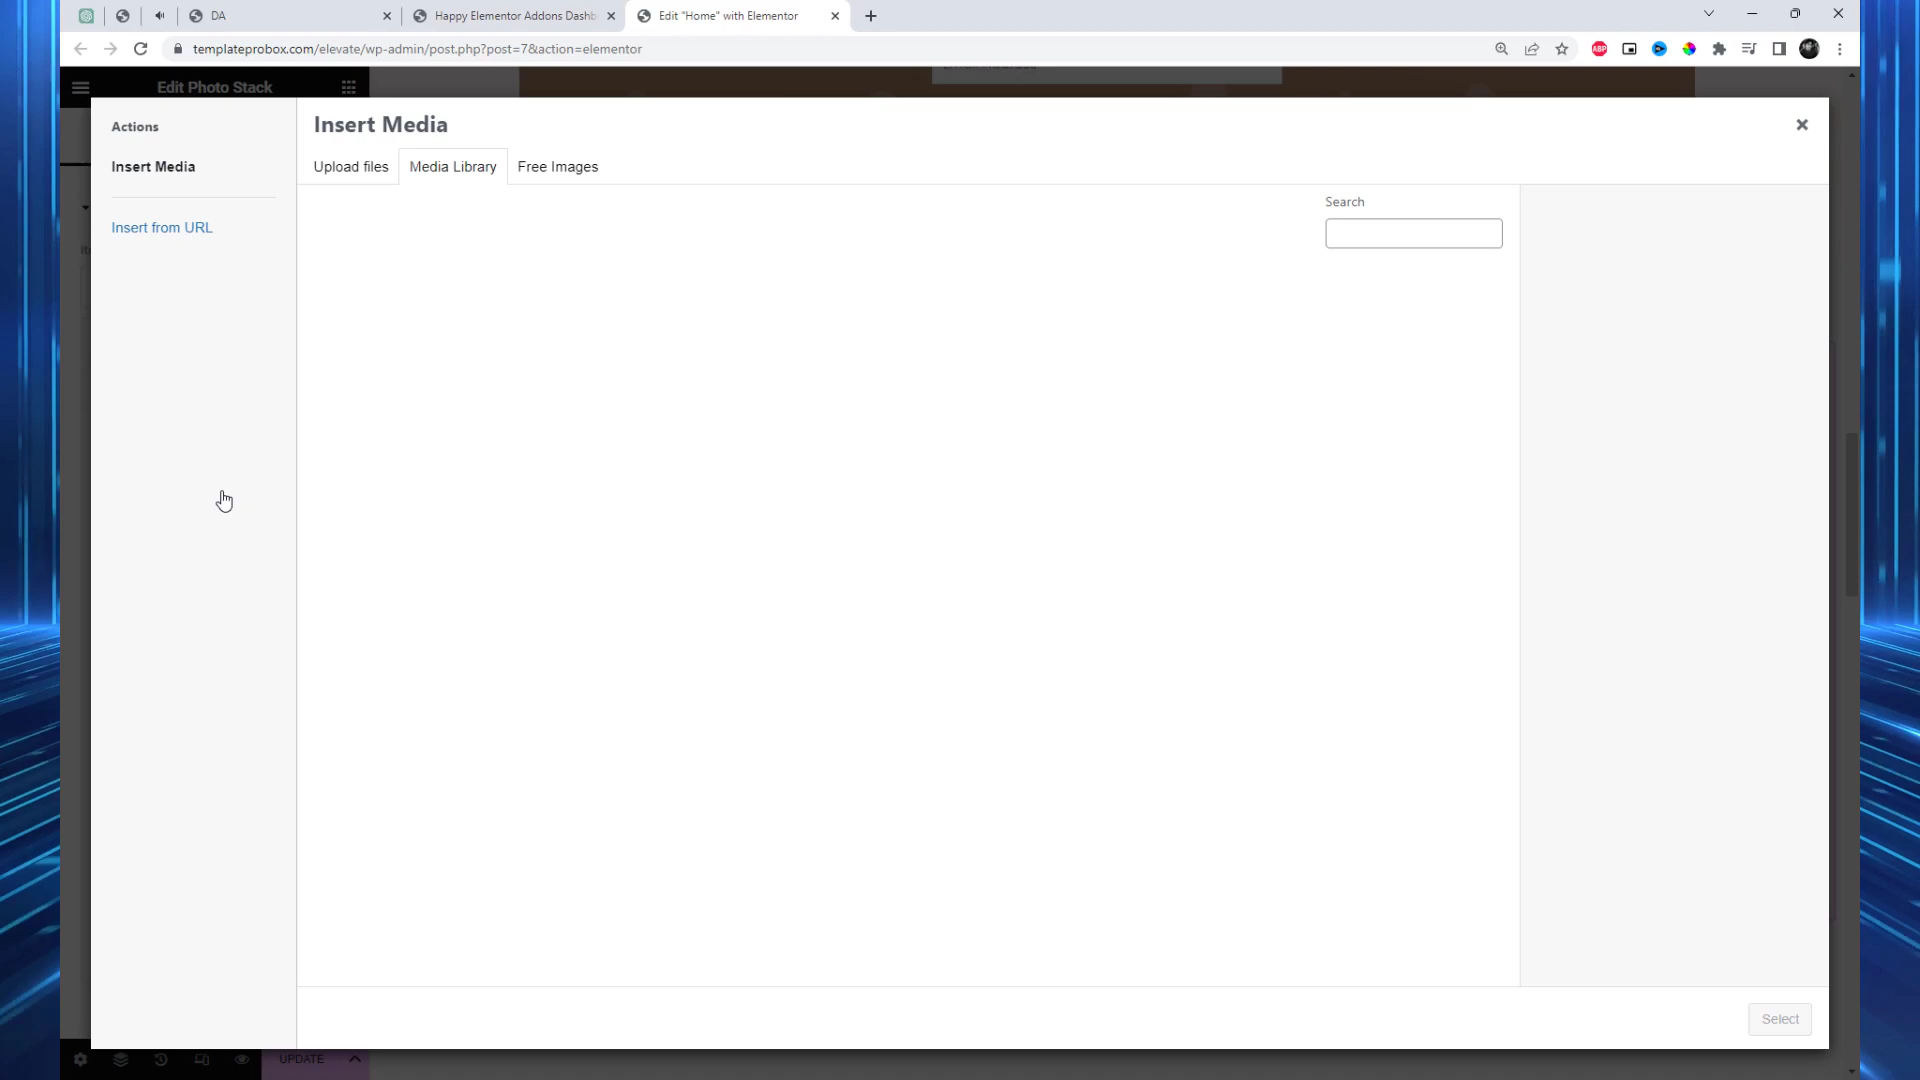 DA
Happy Elementor Addons Dashb
Edit "Home" with Elementor
templateprobox.com/elevate/wp-admin/post.php?post=7&action=elementor
ABP
Edit Photo Stack
Actions
Insert Media
Insert from URL
Insert Media
Upload files
Media Library
Free Images
Search
Select
UPDATE